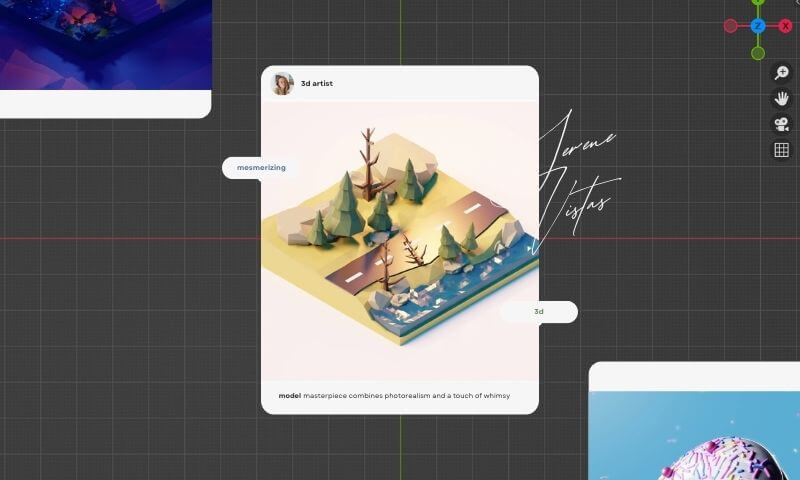 3d artist
mesmerizing
Serene
Vistas
3d
model masterpiece combines photorealism and a touch of whimsy
Z
X